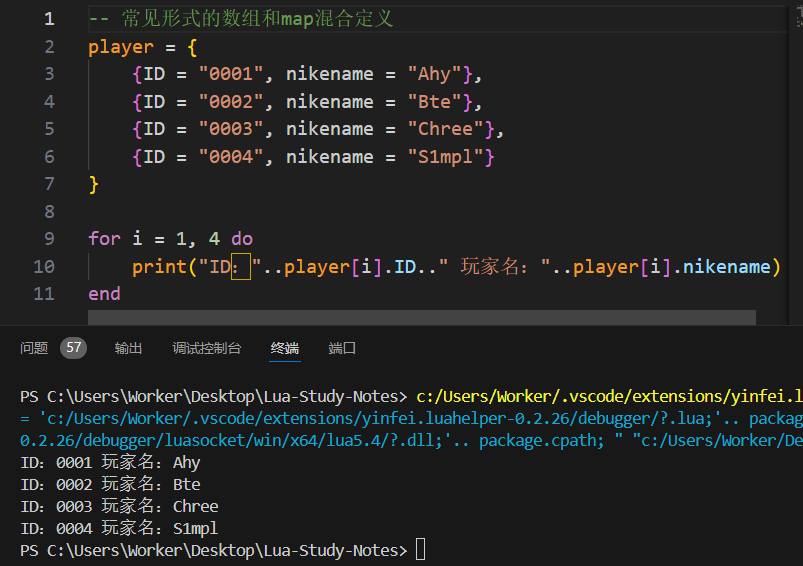 1 -- 常见形式的数组和map混合定义
2 player = {
3 {ID = "0001", nikename = "Ahy"},
4 {ID = "0002", nikename = "Bte"},
5 {ID = "0003", nikename = "Chree"},
6 {ID = "0004", nikename = "S1mpl"}
7 }
8
9 for i = 1, 4 do
10 print("ID："..player[i].ID.." 玩家名："..player[i].nikename)
11 end
问题 57 输出 调试控制台 终端 端口
PS C:\Users\Worker\Desktop\Lua-Study-Notes> c:/Users/Worker/.vscode/extensions/yinfei.l
= 'c:/Users/Worker/.vscode/extensions/yinfei.luahelper-0.2.26/debugger/?.lua;'.. packag
0.2.26/debugger/luasocket/win/x64/lua5.4/?.dll;'.. package.cpath; " "c:/Users/Worker/De
ID：0001 玩家名：Ahy
ID：0002 玩家名：Bte
ID：0003 玩家名：Chree
ID：0004 玩家名：S1mpl
PS C:\Users\Worker\Desktop\Lua-Study-Notes>